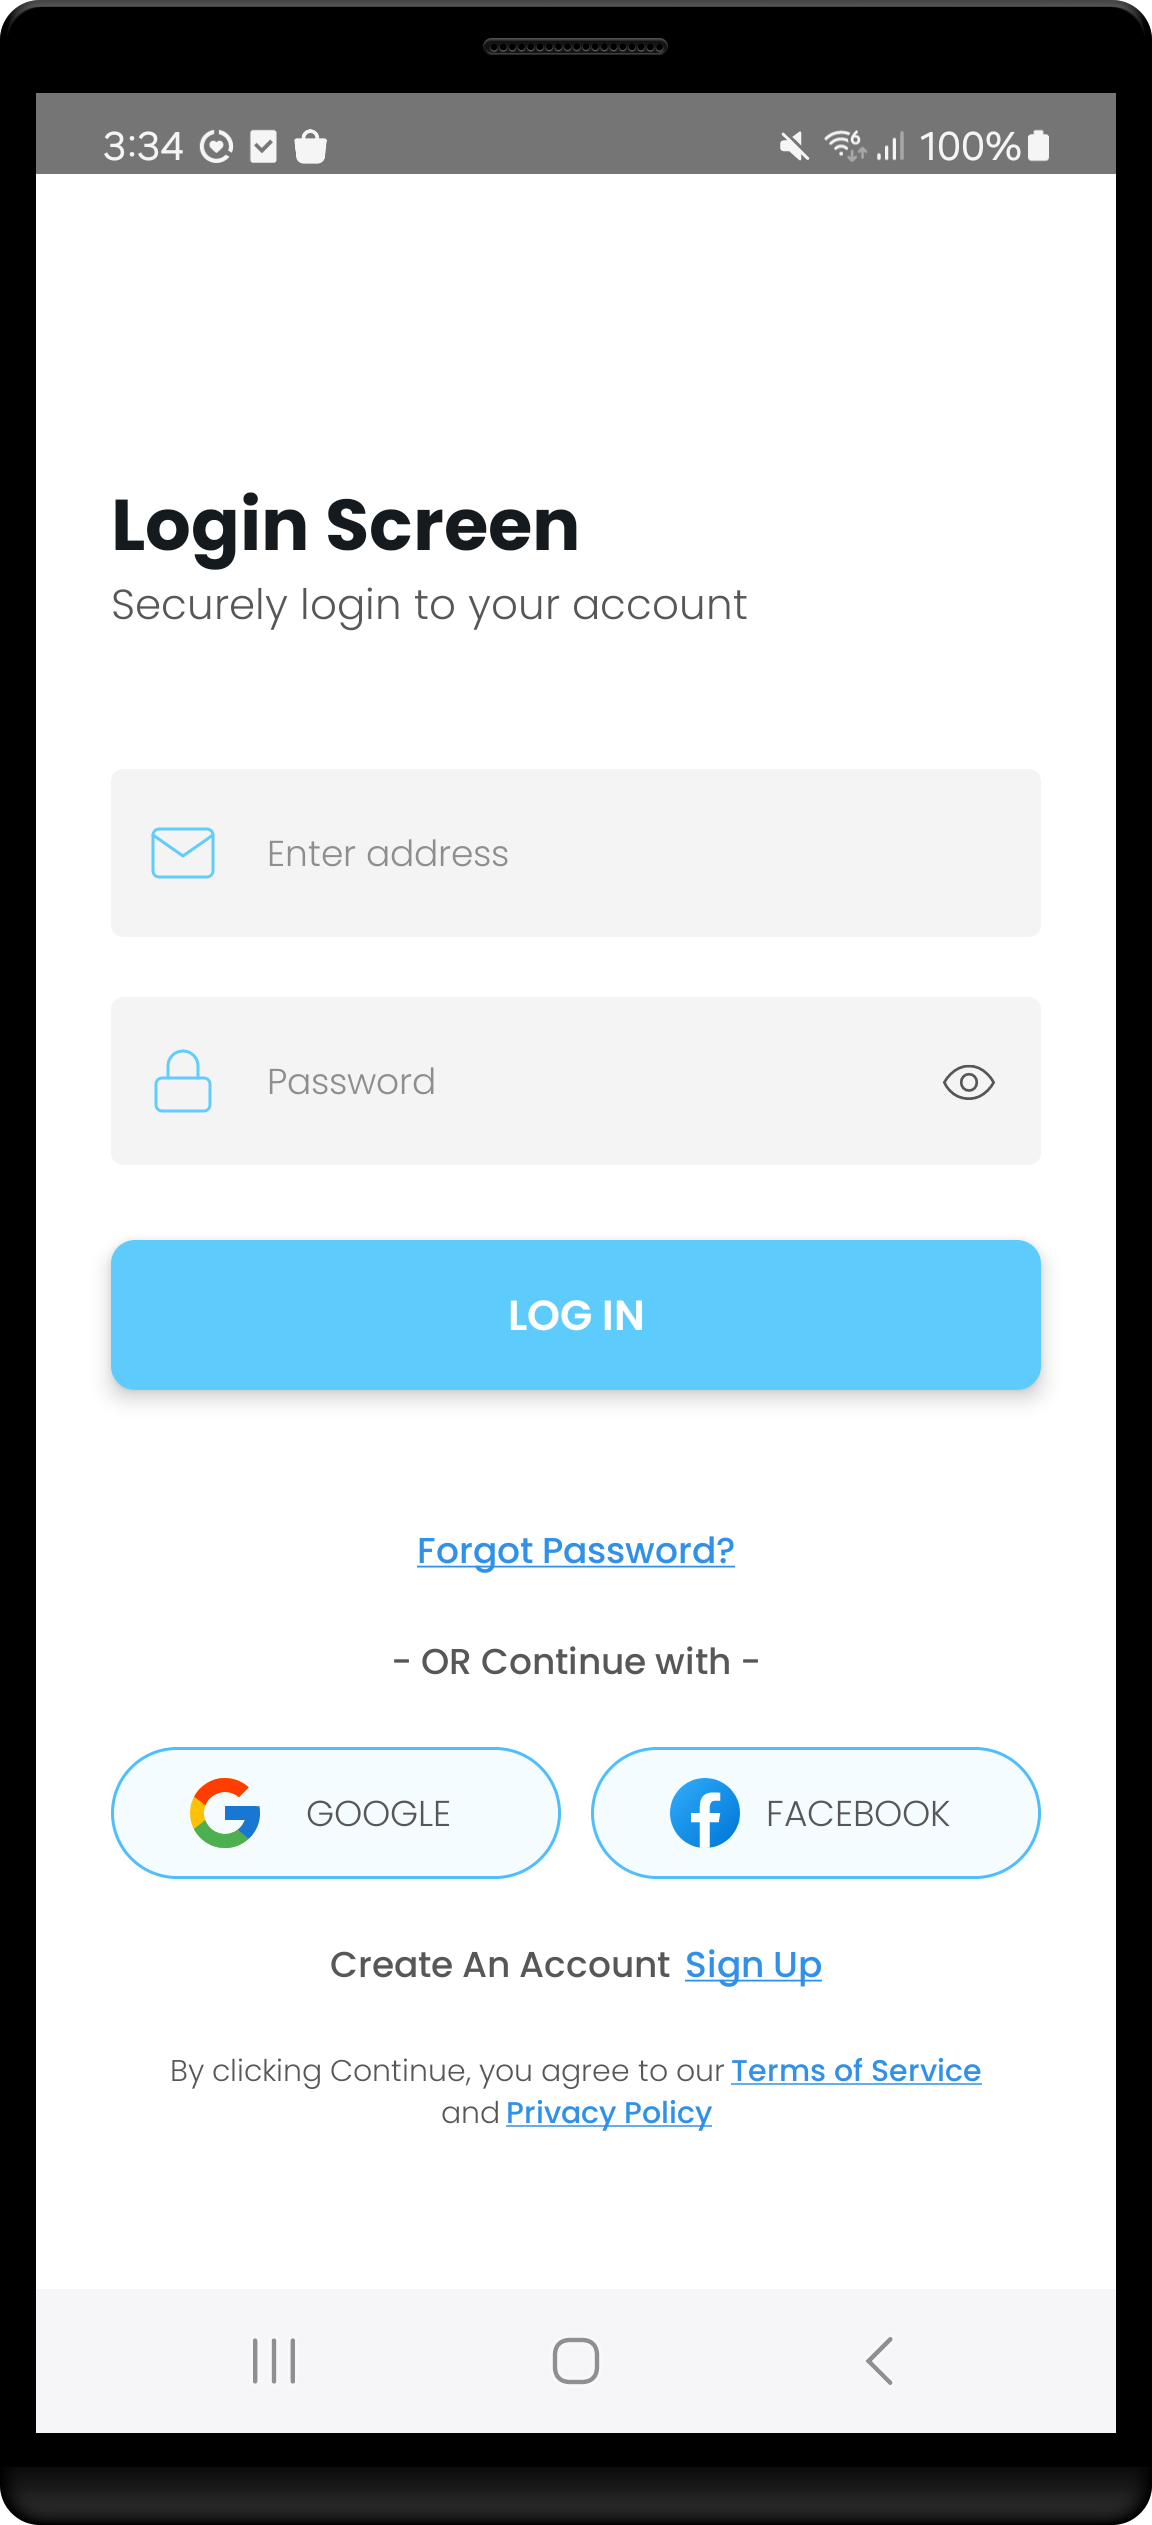 3:34 100%
Login Screen
Securely login to your account
Enter address
Password
LOG IN
Forgot Password?
- OR Continue with -
GOOGLE FACEBOOK
Create An Account Sign Up
By clicking Continue, you agree to our Terms of Service
and Privacy Policy